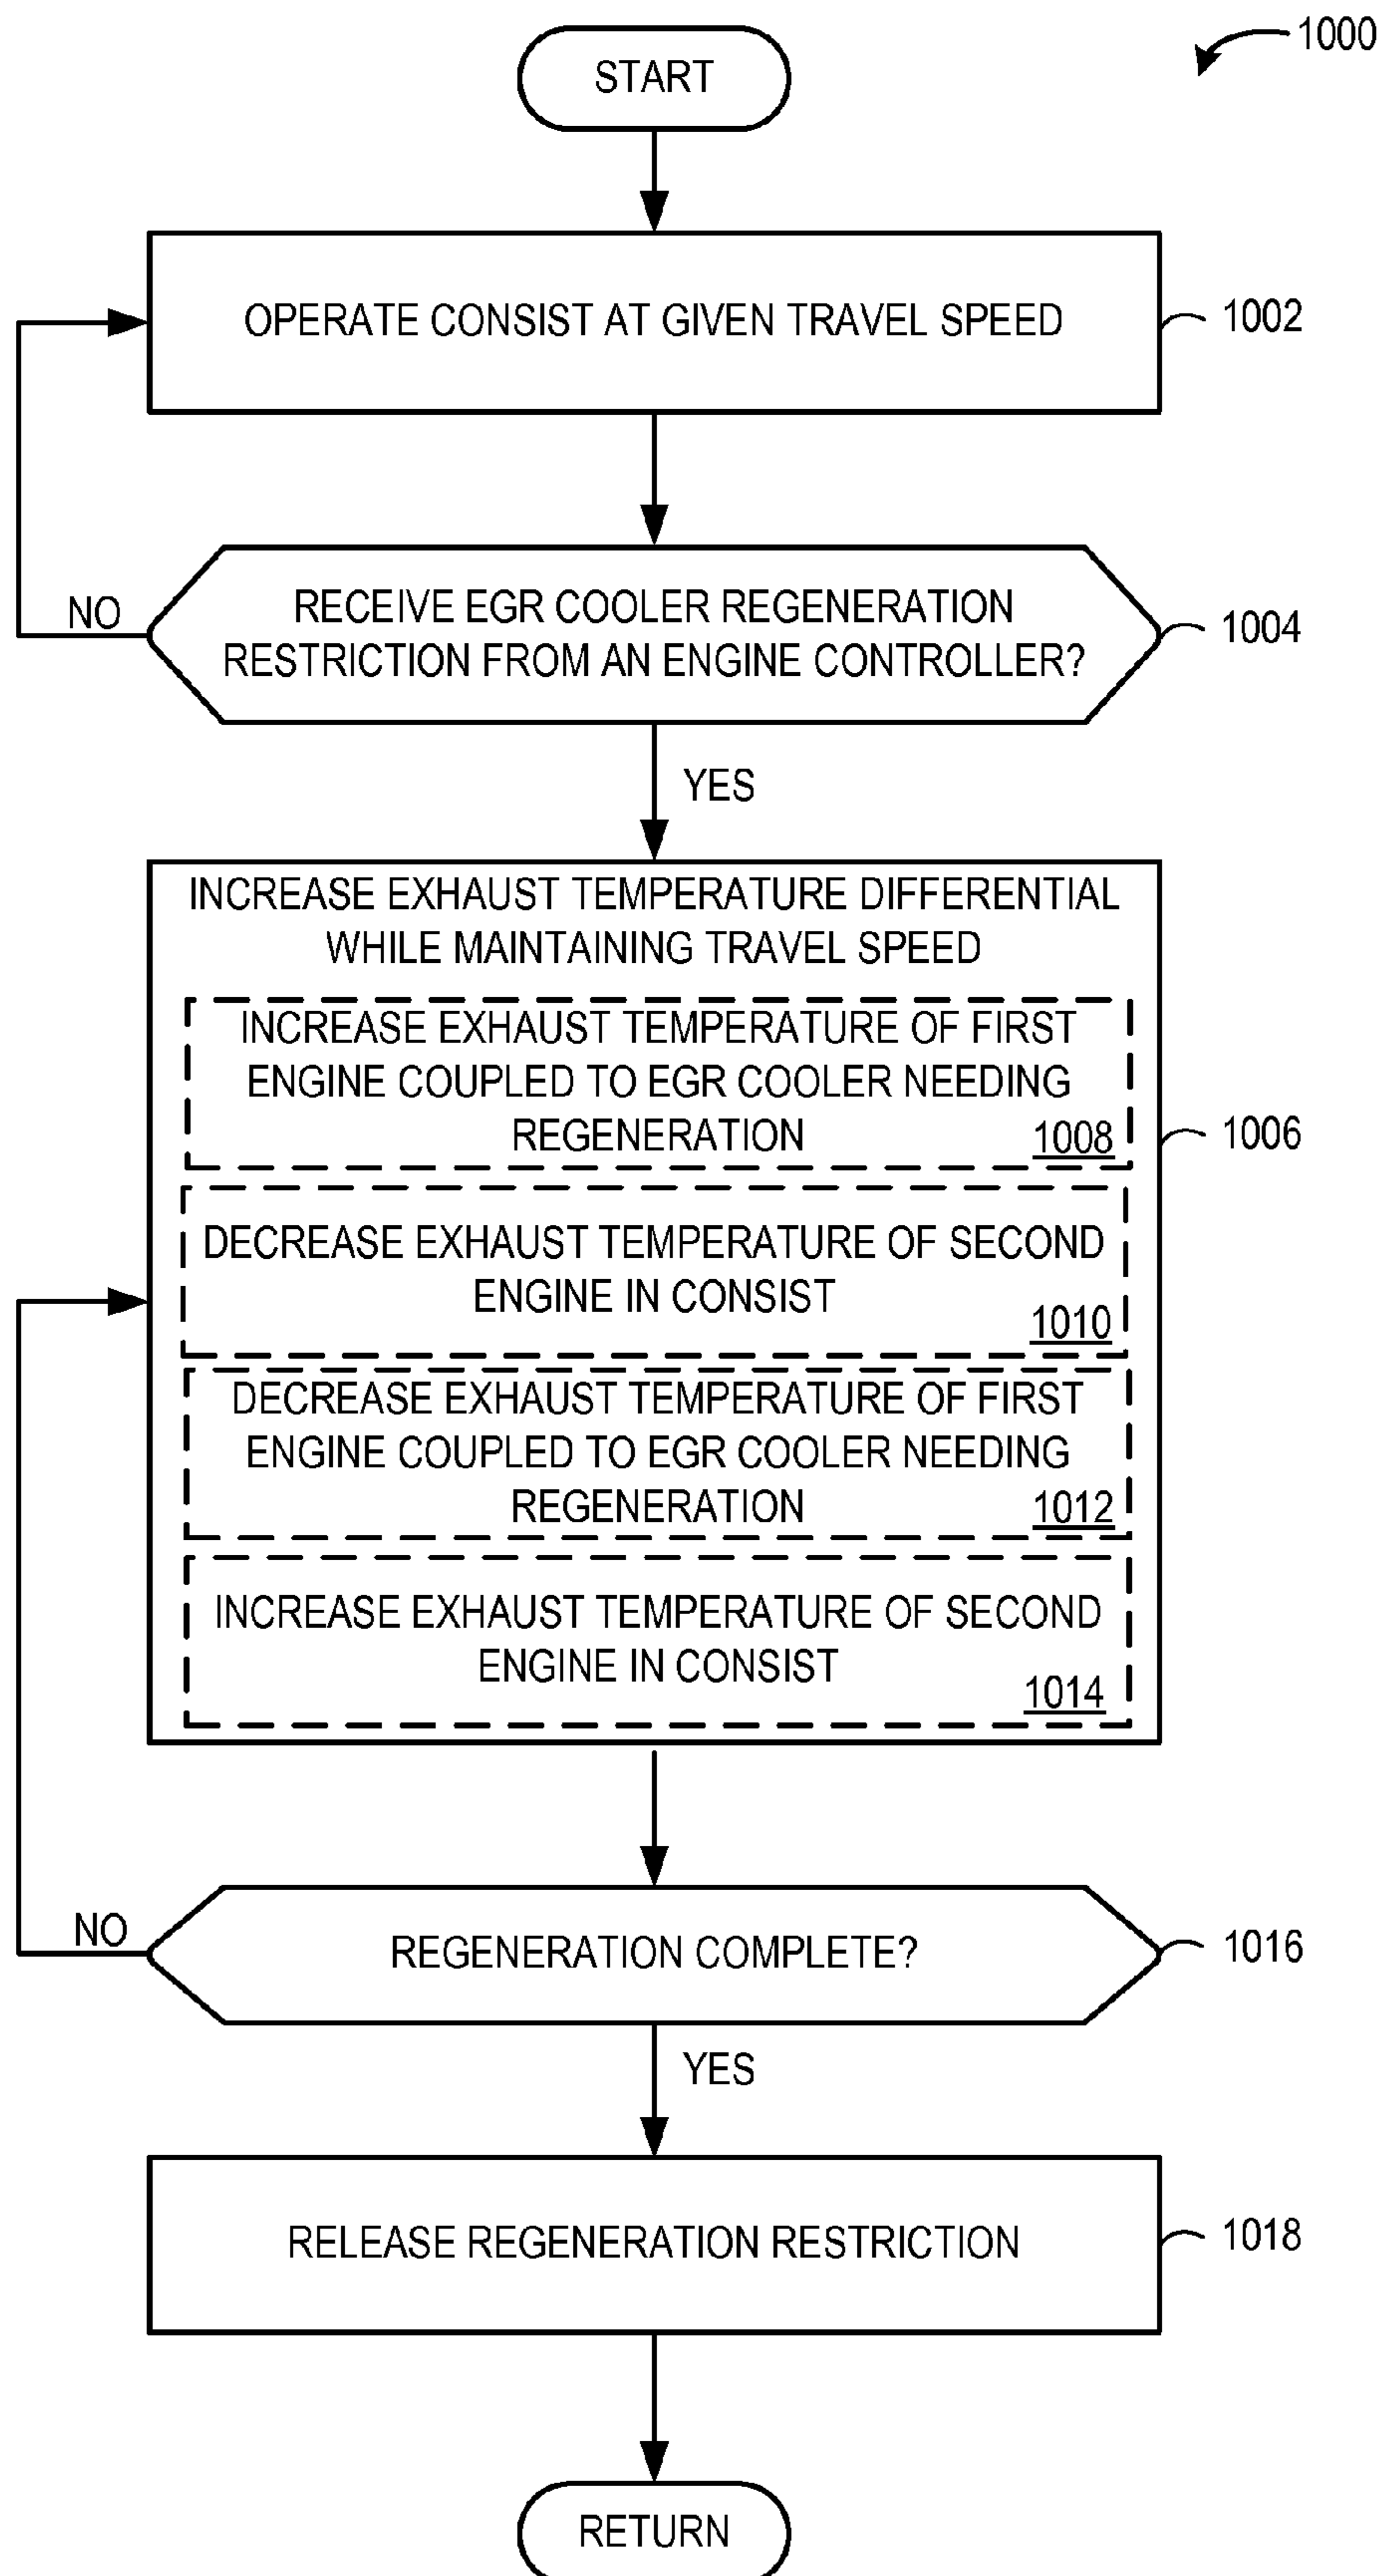 1000
START
OPERATE CONSIST AT GIVEN TRAVEL SPEED
1002
RECEIVE EGR COOLER REGENERATION
RESTRICTION FROM AN ENGINE CONTROLLER?
1004
NO
YES
INCREASE EXHAUST TEMPERATURE DIFFERENTIAL
WHILE MAINTAINING TRAVEL SPEED
1006
INCREASE EXHAUST TEMPERATURE OF FIRST
ENGINE COUPLED TO EGR COOLER NEEDING
REGENERATION
1008
DECREASE EXHAUST TEMPERATURE OF SECOND
ENGINE IN CONSIST
1010
DECREASE EXHAUST TEMPERATURE OF FIRST
ENGINE COUPLED TO EGR COOLER NEEDING
REGENERATION
1012
INCREASE EXHAUST TEMPERATURE OF SECOND
ENGINE IN CONSIST
1014
REGENERATION COMPLETE?
1016
NO
YES
RELEASE REGENERATION RESTRICTION
1018
RETURN